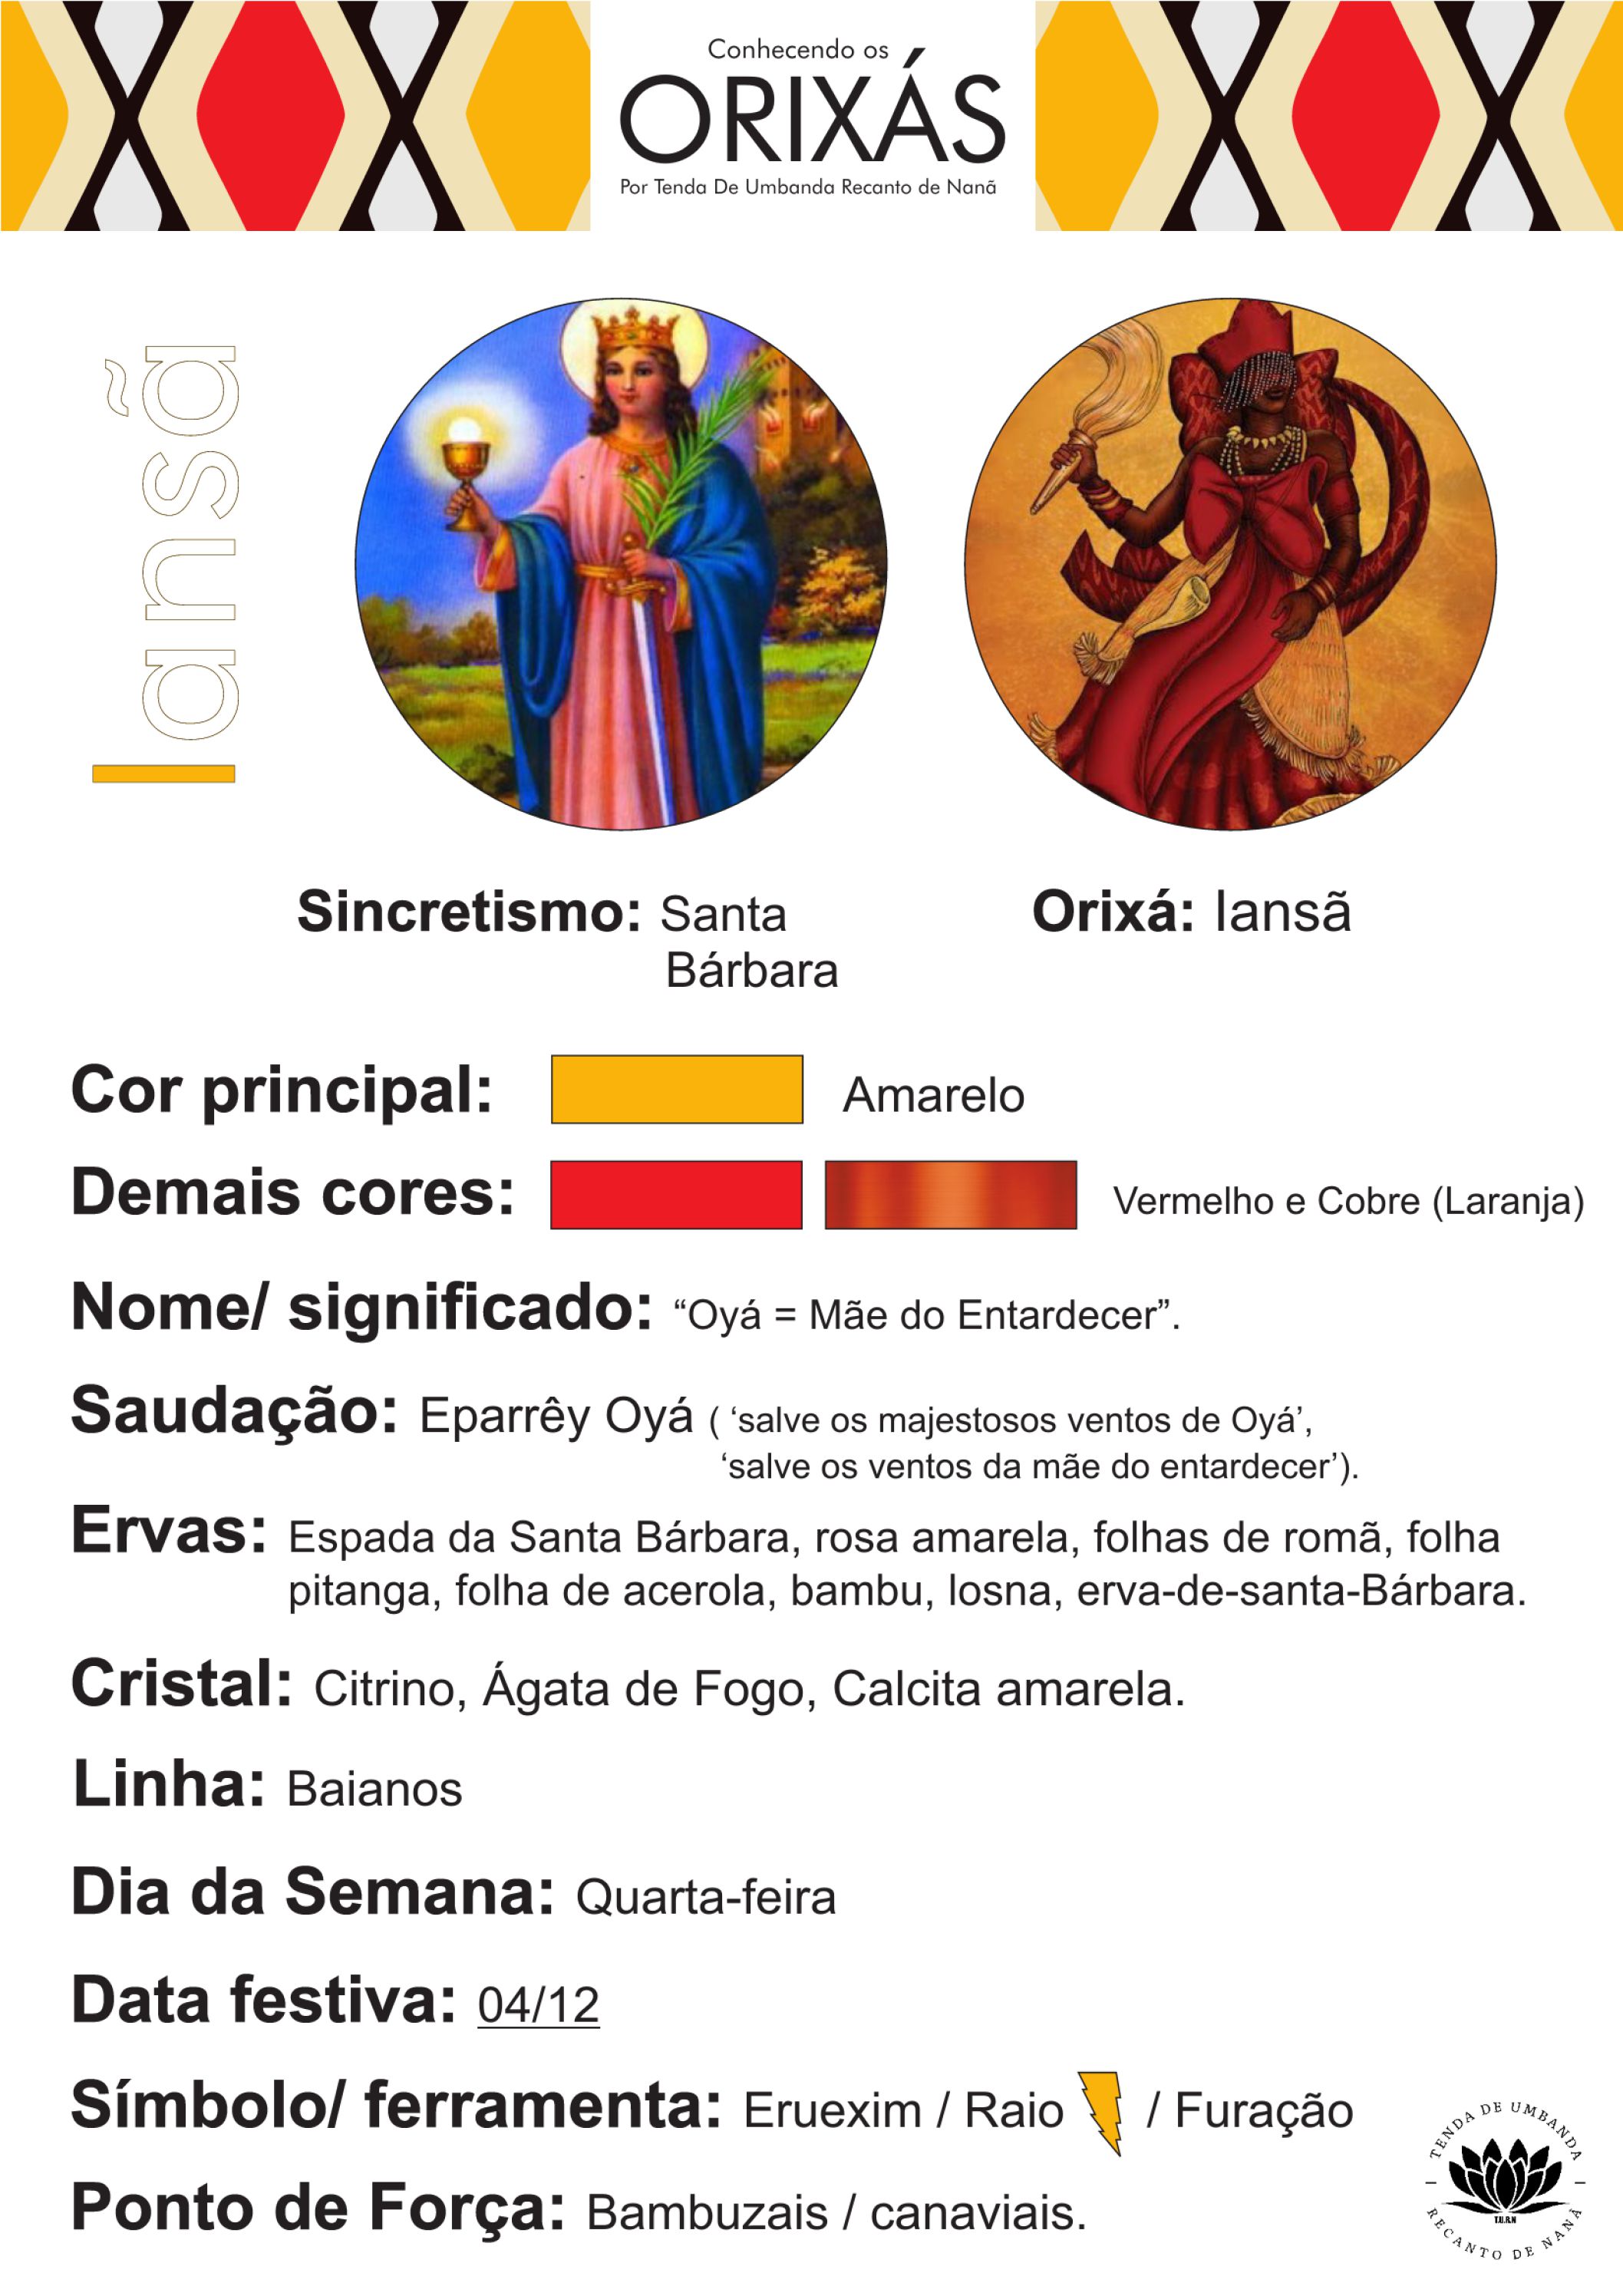 Conhecendo os
ORIXÁS
Por Tenda De Umbanda Recanto de Nanã
Iansã
Sincretismo: Santa
Bárbara
Orixá: Iansã
Cor principal: Amarelo
Demais cores: Vermelho e Cobre (Laranja)
Nome/ significado: “Oyá = Mãe do Entardecer”.
Saudação: Eparrêy Oyá ( ‘salve os majestosos ventos de Oyá’,
‘salve os ventos da mãe do entardecer’).
Ervas: Espada da Santa Bárbara, rosa amarela, folhas de romã, folha
pitanga, folha de acerola, bambu, losna, erva-de-santa-Bárbara.
Cristal: Citrino, Ágata de Fogo, Calcita amarela.
Linha: Baianos
Dia da Semana: Quarta-feira
Data festiva: 04/12
Símbolo/ ferramenta: Eruexim / Raio / Furação
Ponto de Força: Bambuzais / canaviais.
TENDA DE UMBANDA
T.U.R.N
RECANTO DE NANÃ